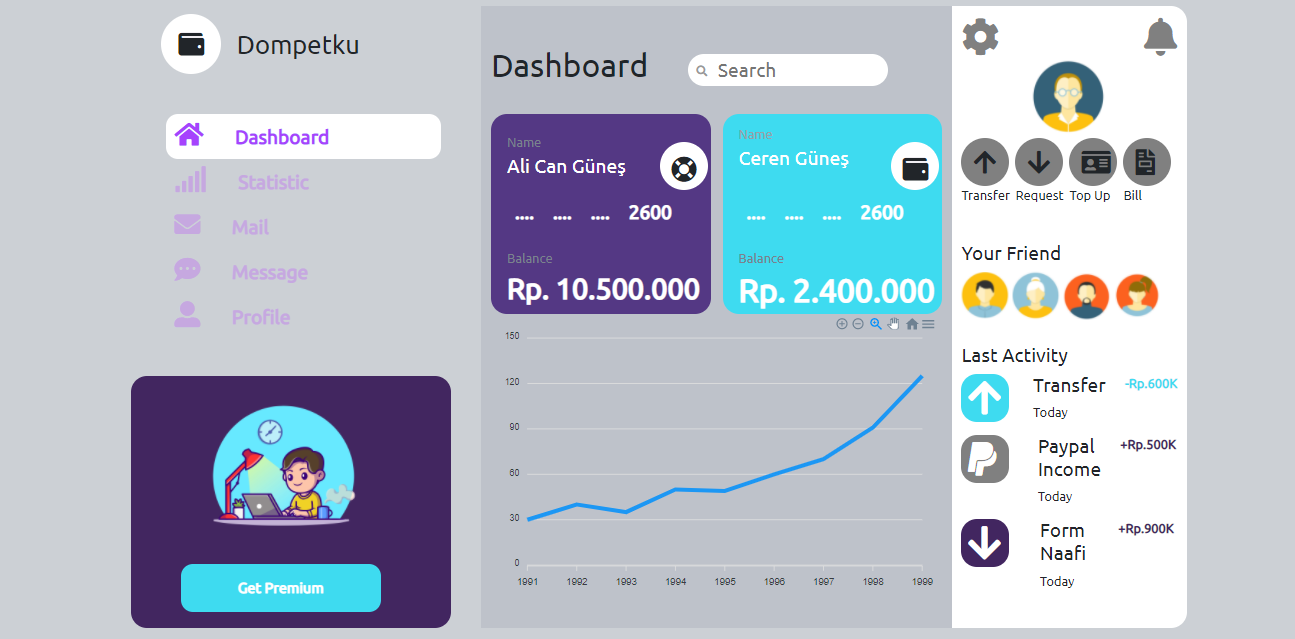 Dompetku
Dashboard
Statistic
Mail
Message
Profile
Get Premium
Dashboard
Search
Name
Ali Can Güneş
.... .... .... 2600
Balance
Rp. 10.500.000
Name
Ceren Güneş
.... .... .... 2600
Balance
Rp. 2.400.000
150
120
90
60
30
0
1991 1992 1993 1994 1995 1996 1997 1998 1999
Transfer Request Top Up Bill
Your Friend
Last Activity
Transfer -Rp.600K
Today
Paypal +Rp.500K
Income
Today
Form +Rp.900K
Naafi
Today